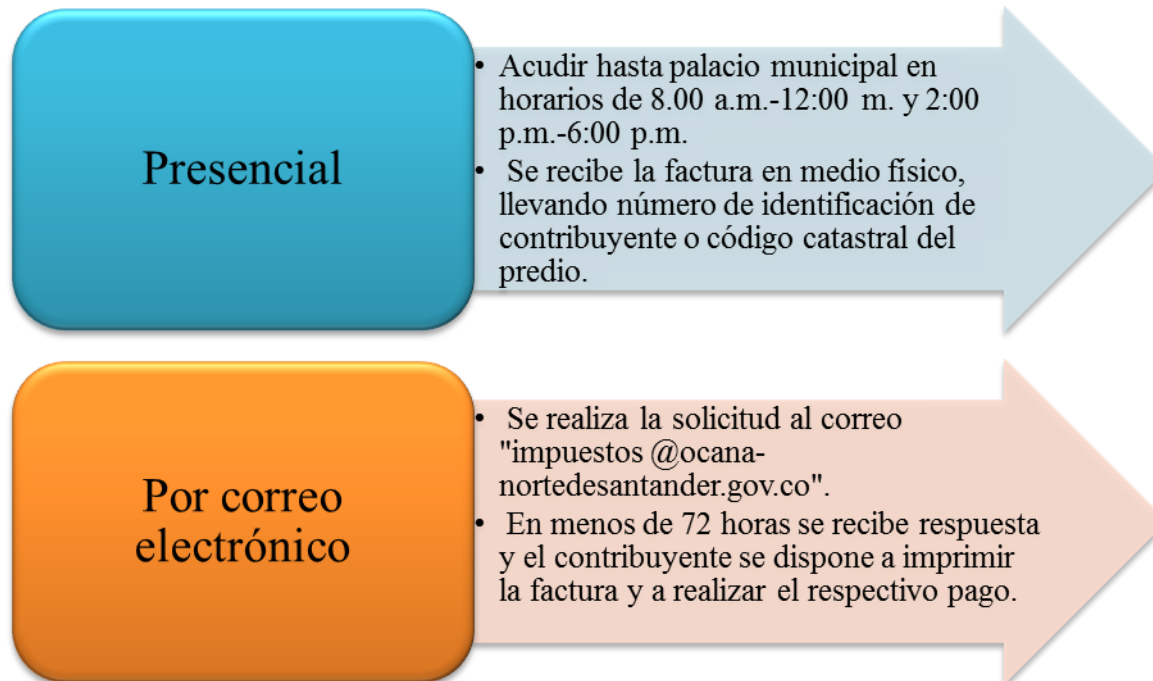 Presencial
• Acudir hasta palacio municipal en
horarios de 8.00 a.m.-12:00 m. y 2:00
p.m.-6:00 p.m.
• Se recibe la factura en medio físico,
llevando número de identificación de
contribuyente o código catastral del
predio.
Por correo
electrónico
• Se realiza la solicitud al correo
"impuestos @ocana-
nortedesantander.gov.co".
• En menos de 72 horas se recibe respuesta
y el contribuyente se dispone a imprimir
la factura y a realizar el respectivo pago.